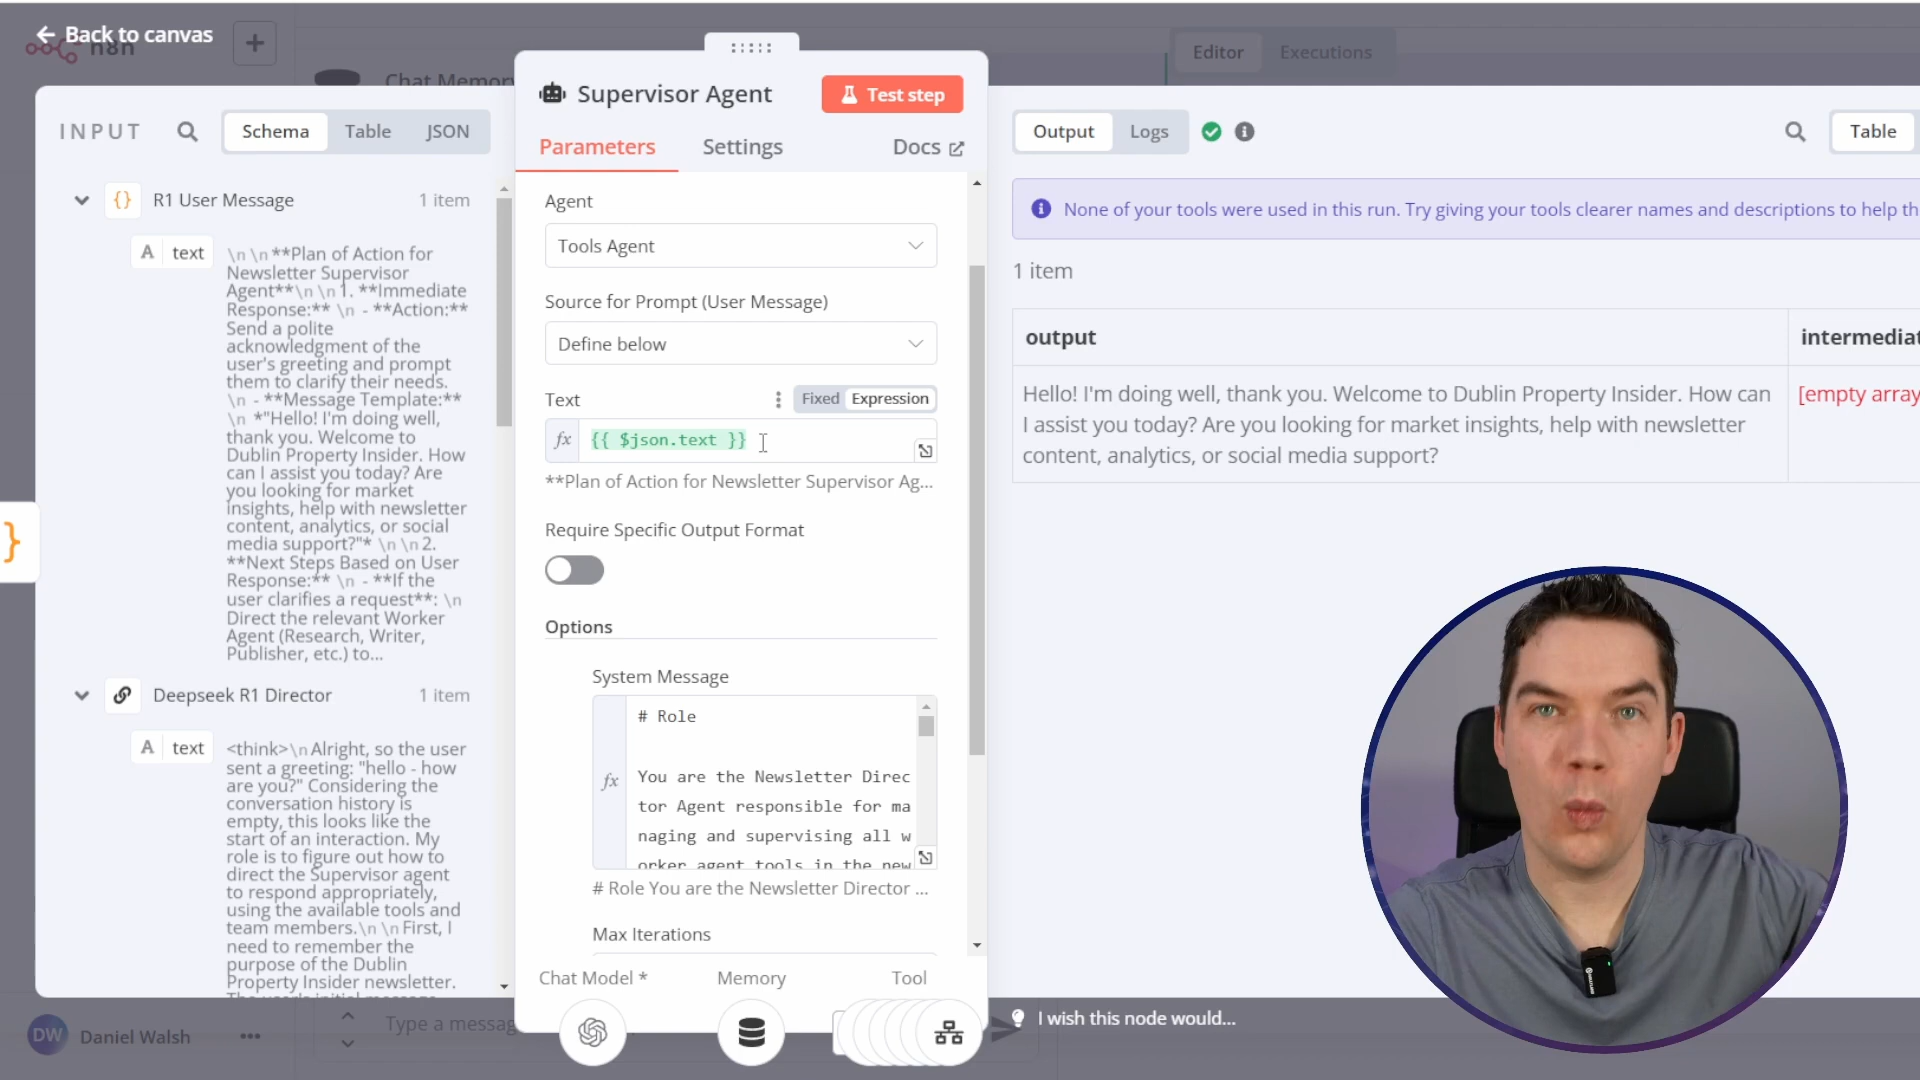 Back to canvas
n8n
Chat Memory
Editor
Executions
INPUT
Schema
Table
JSON
R1 User Message
1 item
A text
\n\n**Plan of Action for
Newsletter Supervisor
Agent**\n\n1. **Immediate
Response:** \n - **Action:**
Send a polite
acknowledgment of the
user's greeting and prompt
them to clarify their needs.
\n - **Message Template:**
\n *"Hello! I'm doing well,
thank you. Welcome to
Dublin Property Insider. How
can I assist you today? Are
you looking for market
insights, help with newsletter
content, analytics, or social
media support?"* \n\n2.
**Next Steps Based on User
Response:** \n - **If the
user clarifies a request**: \n
Direct the relevant Worker
Agent (Research, Writer,
Publisher, etc.) to...
Deepseek R1 Director
1 item
A text
<think>\nAlright, so the user
sent a greeting: "hello - how
are you?" Considering the
conversation history is
empty, this looks like the
start of an interaction. My
role is to figure out how to
direct the Supervisor agent
to respond appropriately,
using the available tools and
team members.\n\nFirst, I
need to remember the
purpose of the Dublin
Property Insider newsletter.
The user's initial message
DW
Daniel Walsh
Type a messag
Supervisor Agent
Test step
Parameters
Settings
Docs
Agent
Tools Agent
Source for Prompt (User Message)
Define below
Text
Fixed
Expression
fx
{{ $json.text }}
**Plan of Action for Newsletter Supervisor Ag...
Require Specific Output Format
Options
System Message
fx
# Role
You are the Newsletter Direc
tor Agent responsible for ma
naging and supervising all w
orker agent tools in the new
# Role You are the Newsletter Director ...
Max Iterations
Chat Model *
Memory
Tool
Output
Logs
Table
None of your tools were used in this run. Try giving your tools clearer names and descriptions to help th
1 item
output
intermediat
Hello! I'm doing well, thank you. Welcome to Dublin Property Insider. How can
I assist you today? Are you looking for market insights, help with newsletter
content, analytics, or social media support?
[empty array
I wish this node would...